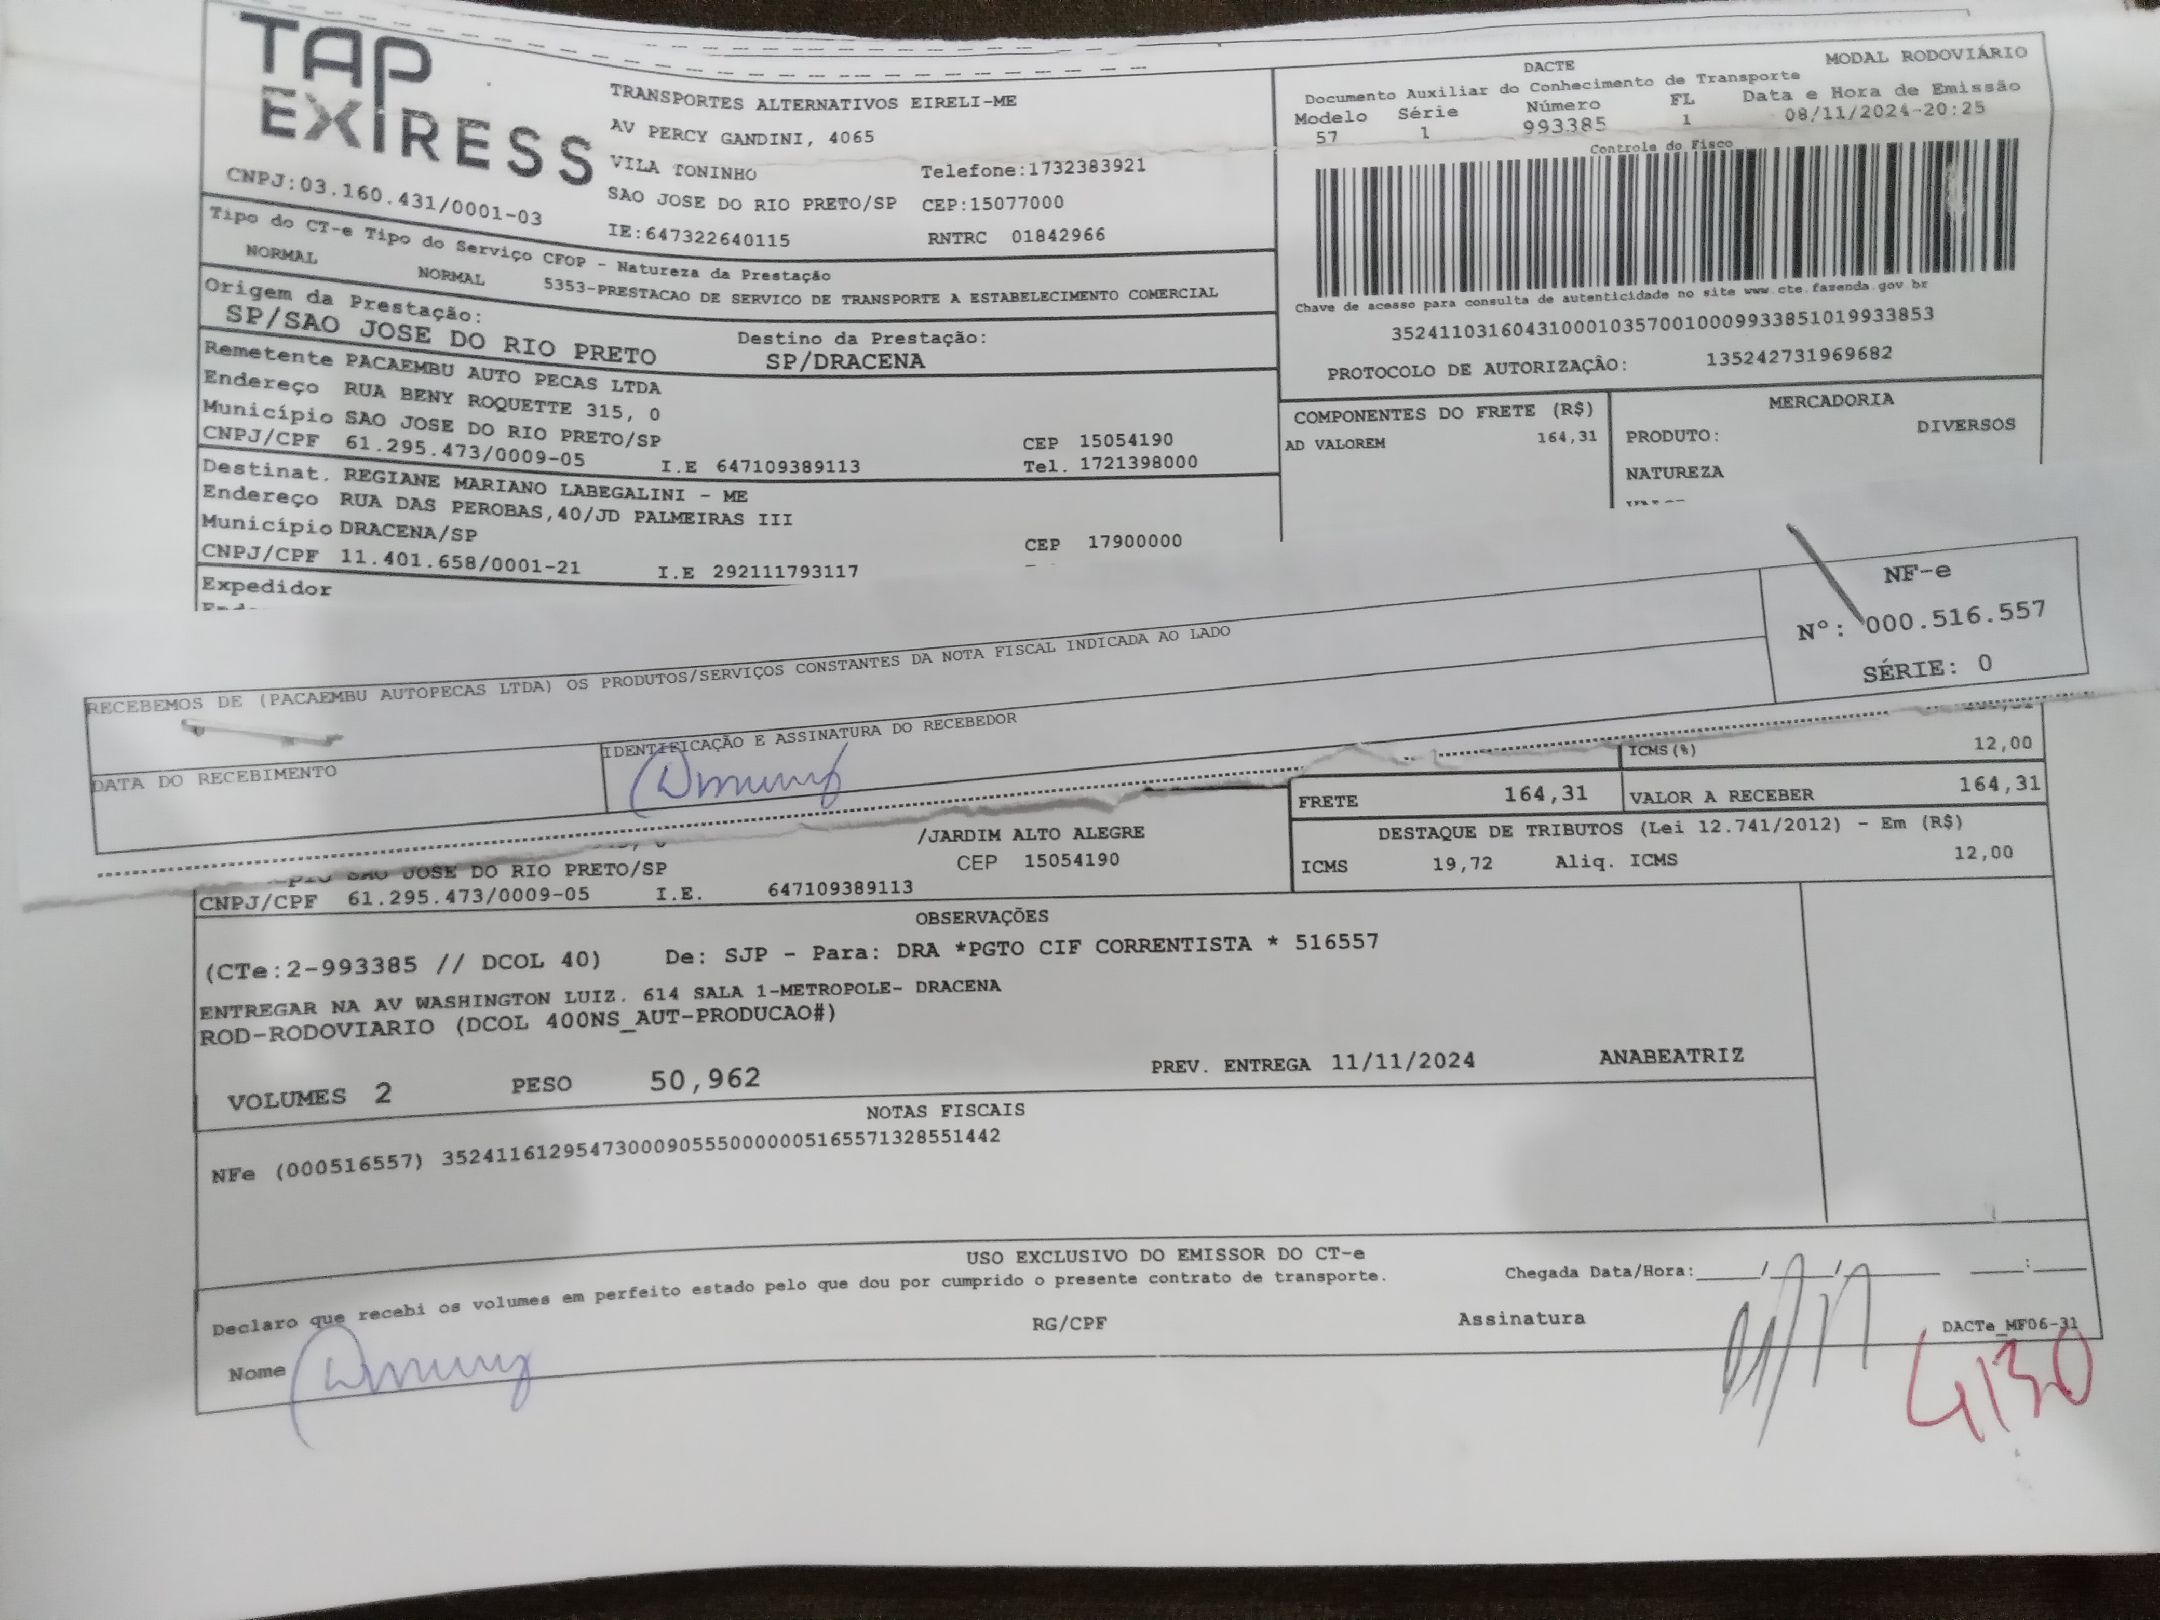 TAP
EXIRESS
CNPJ:03.160.431/0001-03
TRANSPORTES ALTERNATIVOS EIRELI-ME
AV PERCY GANDINI, 4065
VILA TONINHO Telefone:1732383921
SAO JOSE DO RIO PRETO/SP CEP:15077000
IE:647322640115 RNTRC 01842966
DACTE MODAL RODOVIÁRIO
Documento Auxiliar do Conhecimento de Transporte
Modelo Série Número FL Data e Hora de Emissão
57 1 993385 1 08/11/2024-20:25
Controle do Fisco
Chave de acesso para consulta de autenticidade no site www.cte.fazenda.gov.br
35241103160431000103570010009933851019933853
PROTOCOLO DE AUTORIZAÇÃO: 135242731969682
Tipo do CT-e Tipo do Serviço CFOP - Natureza da Prestação
NORMAL NORMAL 5353-PRESTACAO DE SERVICO DE TRANSPORTE A ESTABELECIMENTO COMERCIAL
Origem da Prestação: Destino da Prestação:
SP/SAO JOSE DO RIO PRETO SP/DRACENA
Remetente PACAEMBU AUTO PECAS LTDA
Endereço RUA BENY ROQUETTE 315, 0
Município SAO JOSE DO RIO PRETO/SP CEP 15054190
CNPJ/CPF 61.295.473/0009-05 I.E 647109389113 Tel. 1721398000
Destinat. REGIANE MARIANO LABEGALINI - ME
Endereço RUA DAS PEROBAS,40/JD PALMEIRAS III
Município DRACENA/SP CEP 17900000
CNPJ/CPF 11.401.658/0001-21 I.E 292111793117
Expedidor
COMPONENTES DO FRETE (R$)
AD VALOREM 164,31
MERCADORIA
PRODUTO: DIVERSOS
NATUREZA
RECEBEMOS DE (PACAEMBU AUTOPECAS LTDA) OS PRODUTOS/SERVIÇOS CONSTANTES DA NOTA FISCAL INDICADA AO LADO
DATA DO RECEBIMENTO
IDENTIFICAÇÃO E ASSINATURA DO RECEBEDOR
NF-e
Nº: 000.516.557
SÉRIE: 0
ICMS(%) 12,00
FRETE 164,31 VALOR A RECEBER 164,31
DESTAQUE DE TRIBUTOS (Lei 12.741/2012) - Em (R$)
ICMS 19,72 Aliq. ICMS 12,00
/JARDIM ALTO ALEGRE
SAO JOSE DO RIO PRETO/SP CEP 15054190
CNPJ/CPF 61.295.473/0009-05 I.E. 647109389113
OBSERVAÇÕES
(CTe:2-993385 // DCOL 40) De: SJP - Para: DRA *PGTO CIF CORRENTISTA * 516557
ENTREGAR NA AV WASHINGTON LUIZ. 614 SALA 1-METROPOLE- DRACENA
ROD-RODOVIARIO (DCOL 400NS_AUT-PRODUCAO#)
VOLUMES 2 PESO 50,962 PREV. ENTREGA 11/11/2024 ANABEATRIZ
NOTAS FISCAIS
NFe (000516557) 35241161295473000905550000005165571328551442
USO EXCLUSIVO DO EMISSOR DO CT-e
Declaro que recebi os volumes em perfeito estado pelo que dou por cumprido o presente contrato de transporte.
Chegada Data/Hora:_____/_____/________ ____:____
Nome RG/CPF Assinatura
DACTe_MF06-31
4130